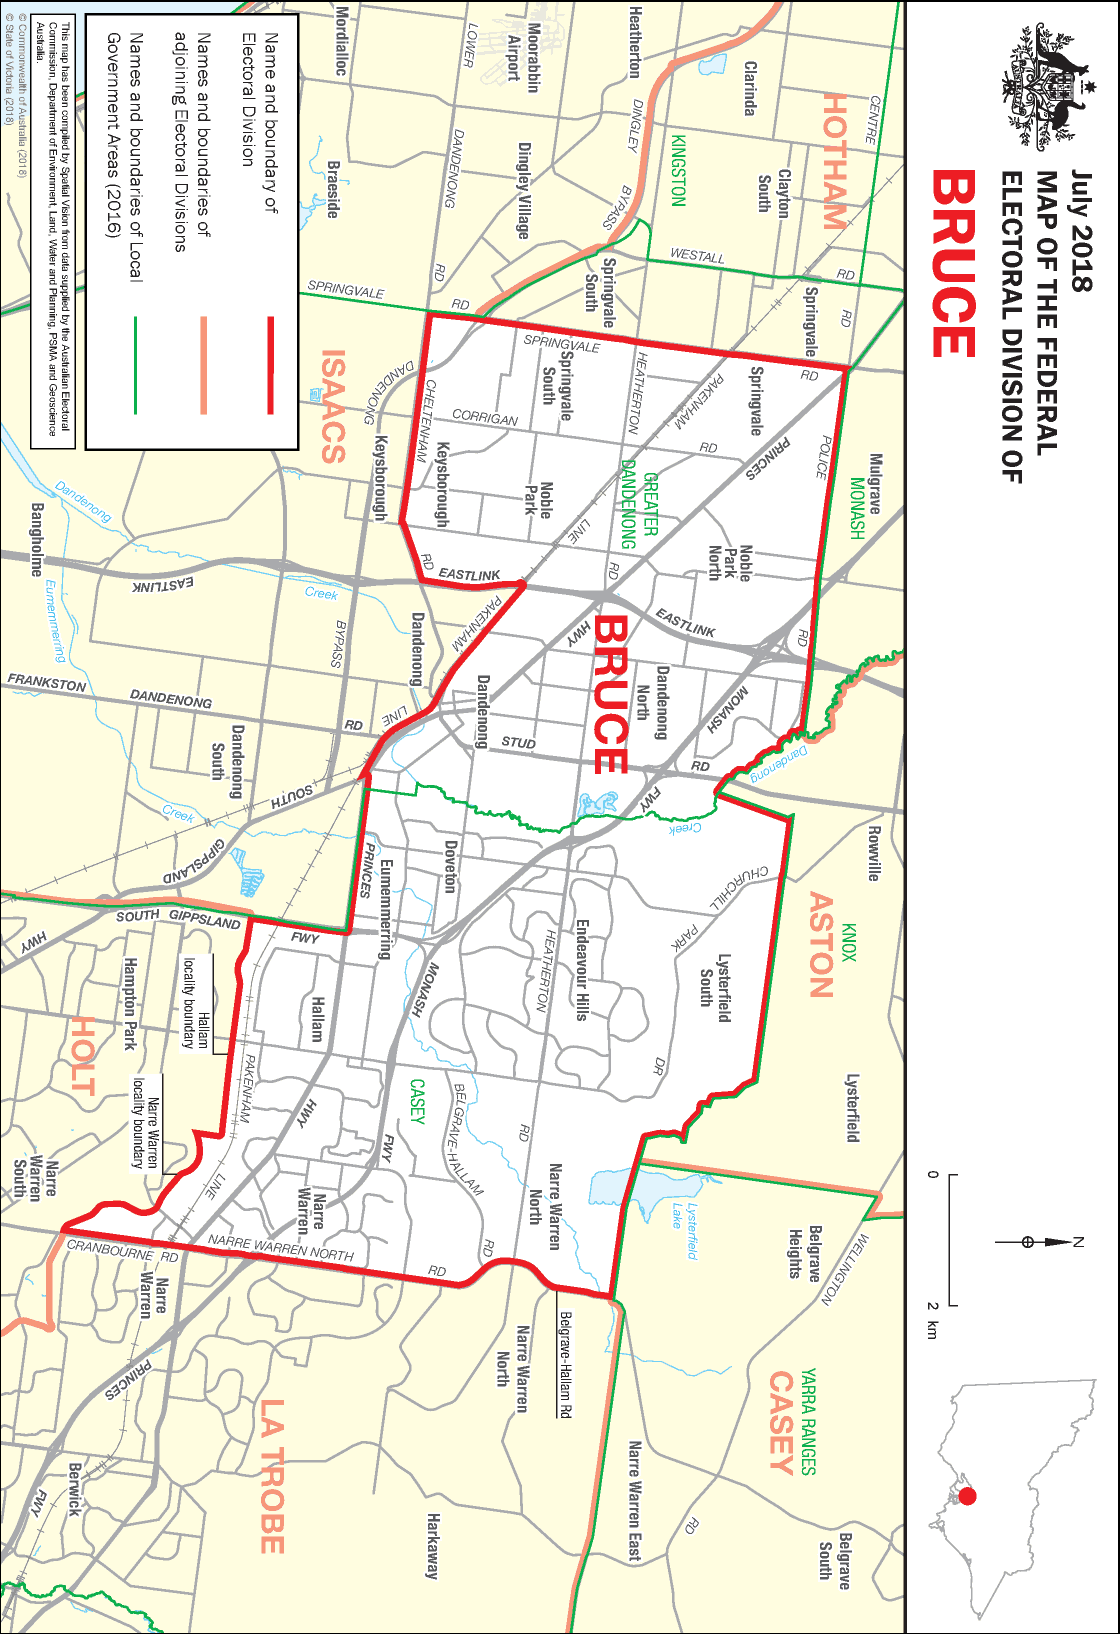 July 2018
MAP OF THE FEDERAL
ELECTORAL DIVISION OF
BRUCE
0
2 km
N
Name and boundary of
Electoral Division
Names and boundaries of
adjoining Electoral Divisions
Names and boundaries of Local
Government Areas (2016)
This map has been compiled by Spatial Vision from data supplied by the Australian Electoral
Commission, Department of Environment, Land, Water and Planning, PSMA and Geoscience
Australia.
© Commonwealth of Australia (2018)
© State of Victoria (2018)
HOTHAM
CENTRE
RD
Clarinda
Heatherton
Moorabbin
Airport
LOWER
DANDENONG
RD
Mordialloc
Braeside
DINGLEY
BYPASS
KINGSTON
Clayton
South
Dingley Village
WESTALL
RD
Springvale
South
Springvale
SPRINGVALE
RD
SPRINGVALE
RD
Springvale
South
Springvale
HEATHERTON
PAKENHAM
LINE
PRINCES
HWY
POLICE
RD
Mulgrave
MONASH
ISAACS
DANDENONG
BYPASS
CHELTENHAM
RD
CORRIGAN
RD
Keysborough
Keysborough
Noble
Park
GREATER
DANDENONG
Noble
Park
North
RD
EASTLINK
EASTLINK
EASTLINK
Dandenong
Creek
Bangholme
Eumemmerring
Creek
BRUCE
PAKENHAM
LINE
Dandenong
Dandenong
Dandenong
North
MONASH
FWY
STUD
RD
Dandenong
Creek
FRANKSTON
DANDENONG
RD
Dandenong
South
SOUTH
GIPPSLAND
HWY
SOUTH GIPPSLAND
FWY
Rowville
KNOX
ASTON
CHURCHILL
PARK
DR
Lysterfield
South
Lysterfield
Doveton
PRINCES
HWY
Eumemmerring
Endeavour Hills
HEATHERTON
RD
MONASH
FWY
Hallam
Hallam
locality boundary
Hampton Park
HOLT
PAKENHAM
LINE
CASEY
BELGRAVE-HALLAM
RD
Narre Warren
locality boundary
Narre
Warren
South
Narre
Warren
Narre Warren
North
Lysterfield
Lake
Belgrave
Heights
WELLINGTON
RD
CRANBOURNE RD
NARRE WARREN NORTH
RD
Narre
Warren
Belgrave-Hallam Rd
Narre Warren
North
YARRA RANGES
CASEY
Narre Warren East
Belgrave
South
LA TROBE
PRINCES
FWY
Berwick
Harkaway
RD